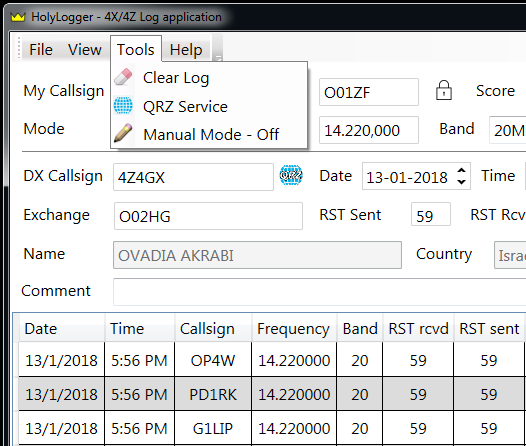 HolyLogger - 4X/4Z Log application
File View Tools Help
Clear Log
QRZ Service
Manual Mode - Off
My Callsign O01ZF Score
Mode 14.220,000 Band 20M
DX Callsign 4Z4GX QRZ Date 13-01-2018 Time
Exchange O02HG RST Sent 59 RST Rcv
Name OVADIA AKRABI Country Isra
Comment
Date Time Callsign Frequency Band RST rcvd RST sent
13/1/2018 5:56 PM OP4W 14.220000 20 59 59
13/1/2018 5:56 PM PD1RK 14.220000 20 59 59
13/1/2018 5:56 PM G1LIP 14.220000 20 59 59